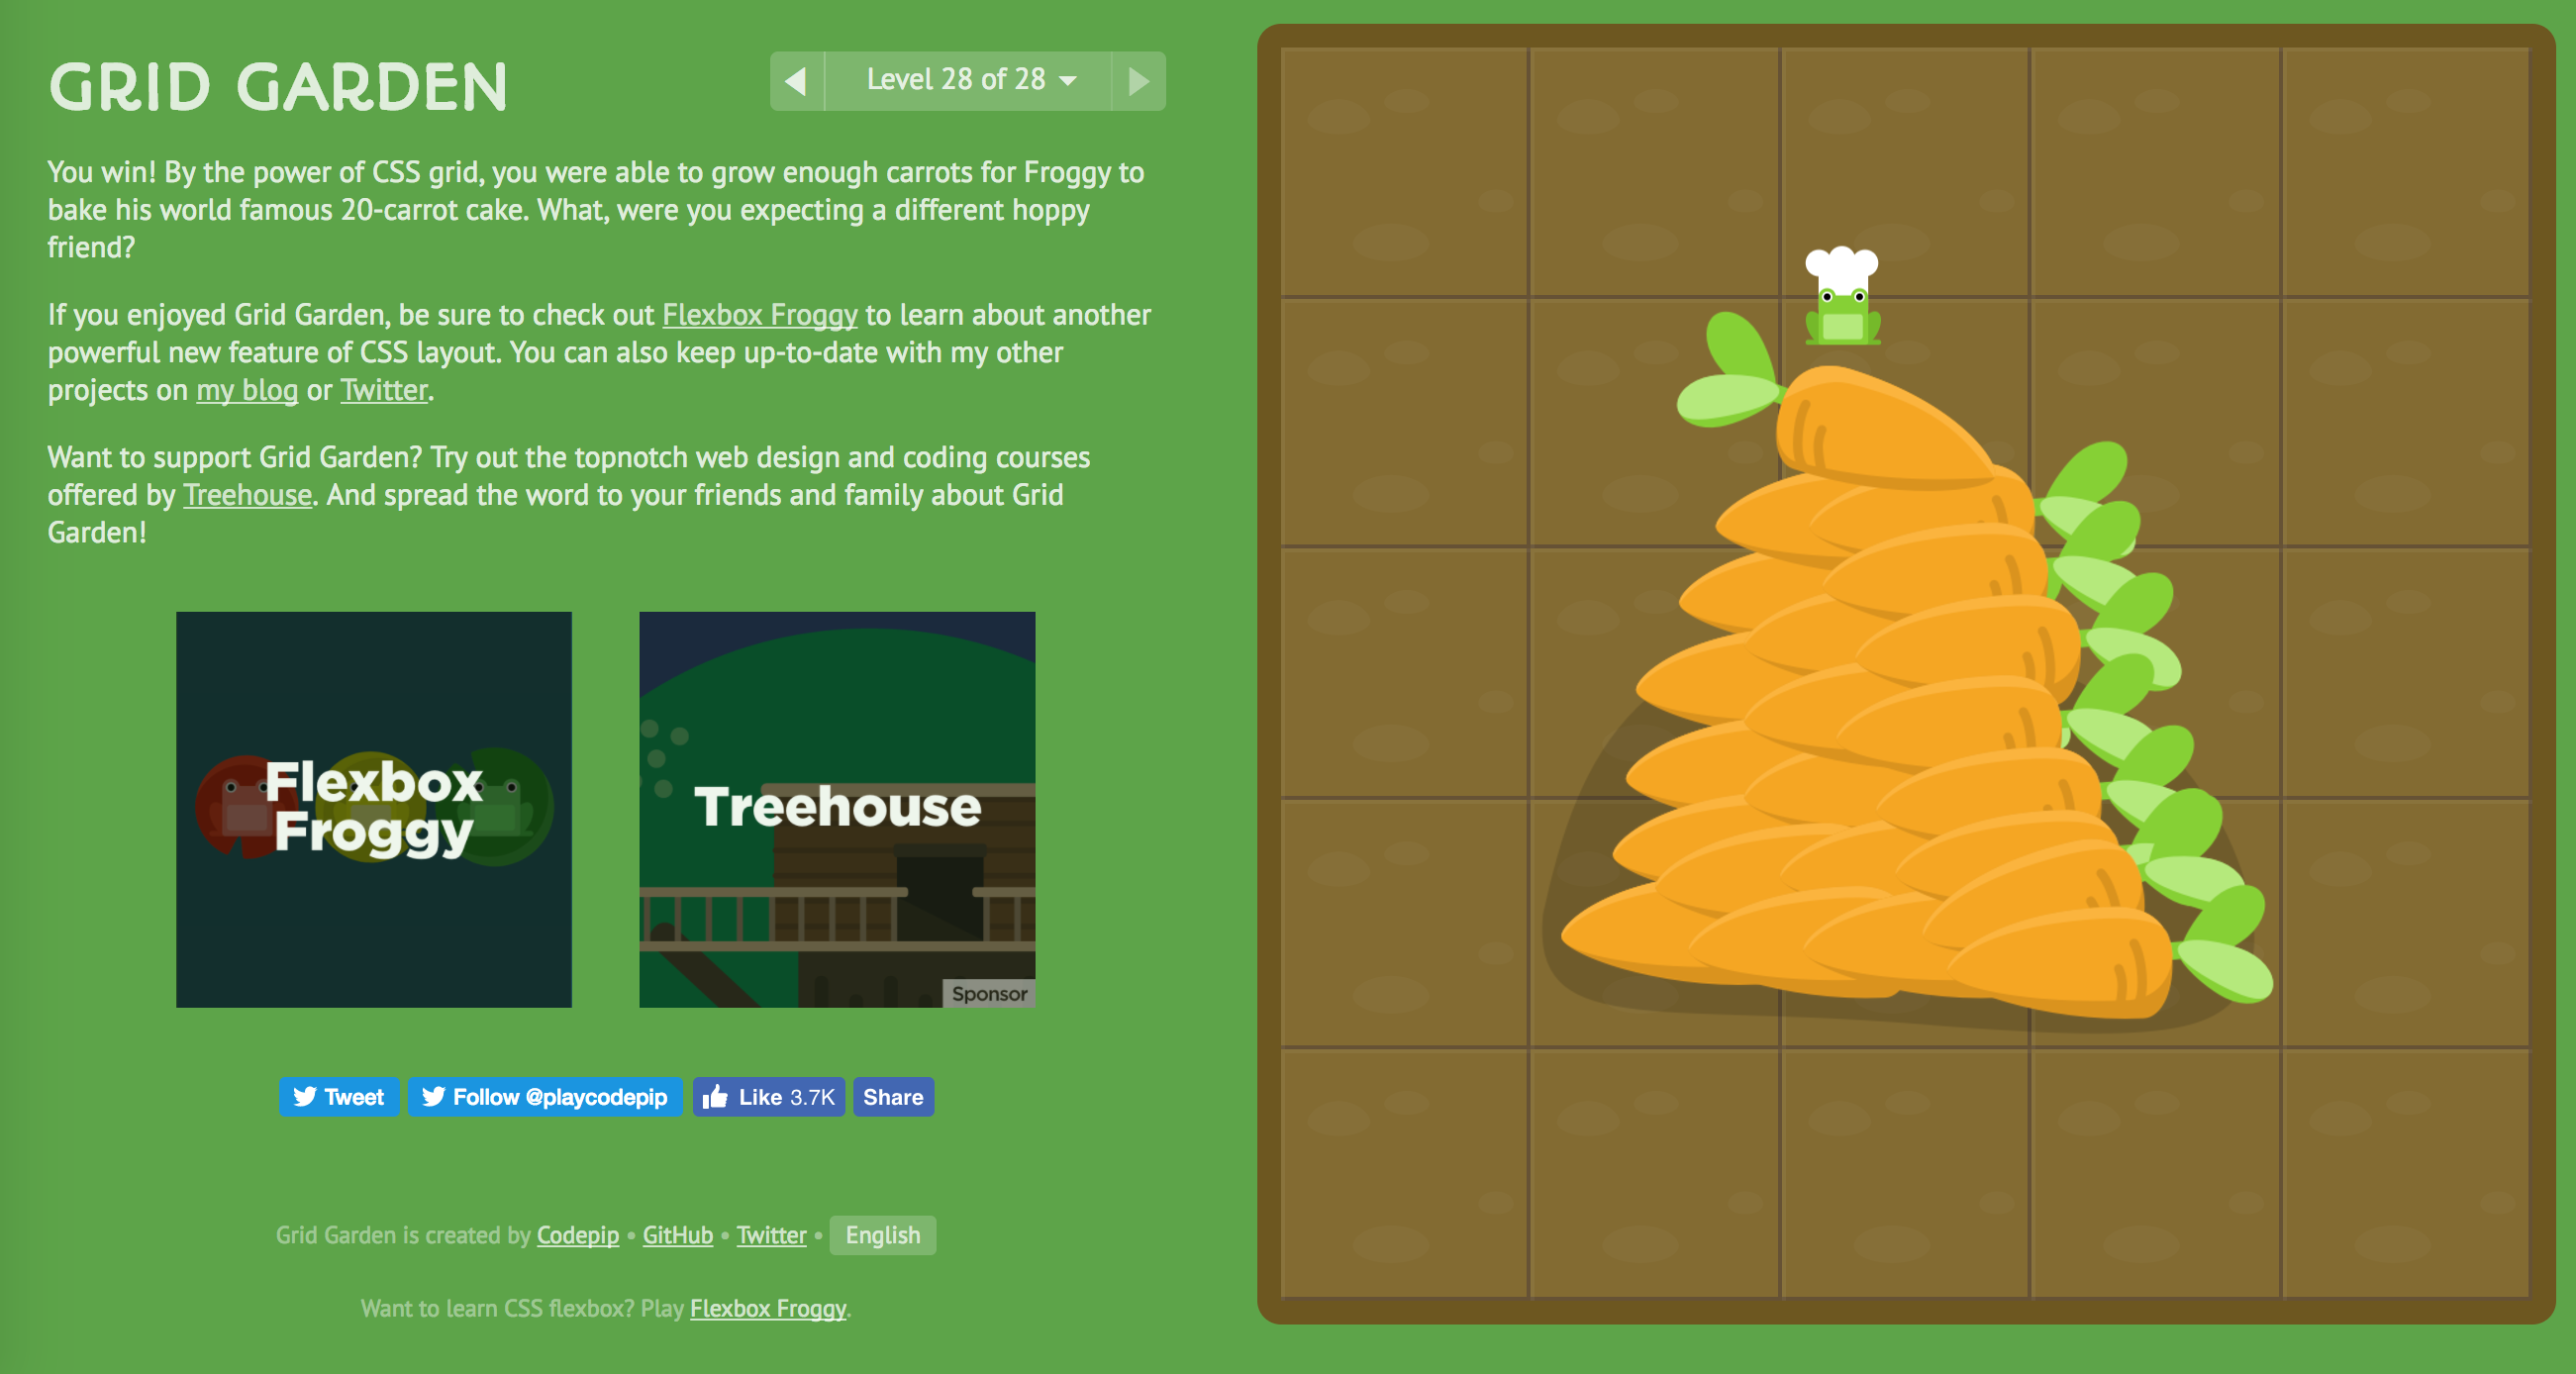 GRID GARDEN
Level 28 of 28
You win! By the power of CSS grid, you were able to grow enough carrots for Froggy to
bake his world famous 20-carrot cake. What, were you expecting a different hoppy
friend?
If you enjoyed Grid Garden, be sure to check out Flexbox Froggy to learn about another
powerful new feature of CSS layout. You can also keep up-to-date with my other
projects on my blog or Twitter.
Want to support Grid Garden? Try out the topnotch web design and coding courses
offered by Treehouse. And spread the word to your friends and family about Grid
Garden!
Flexbox
Froggy
Treehouse
Sponsor
Tweet
Follow @playcodepip
Like 3.7K
Share
Grid Garden is created by Codepip • GitHub • Twitter • English
Want to learn CSS flexbox? Play Flexbox Froggy.